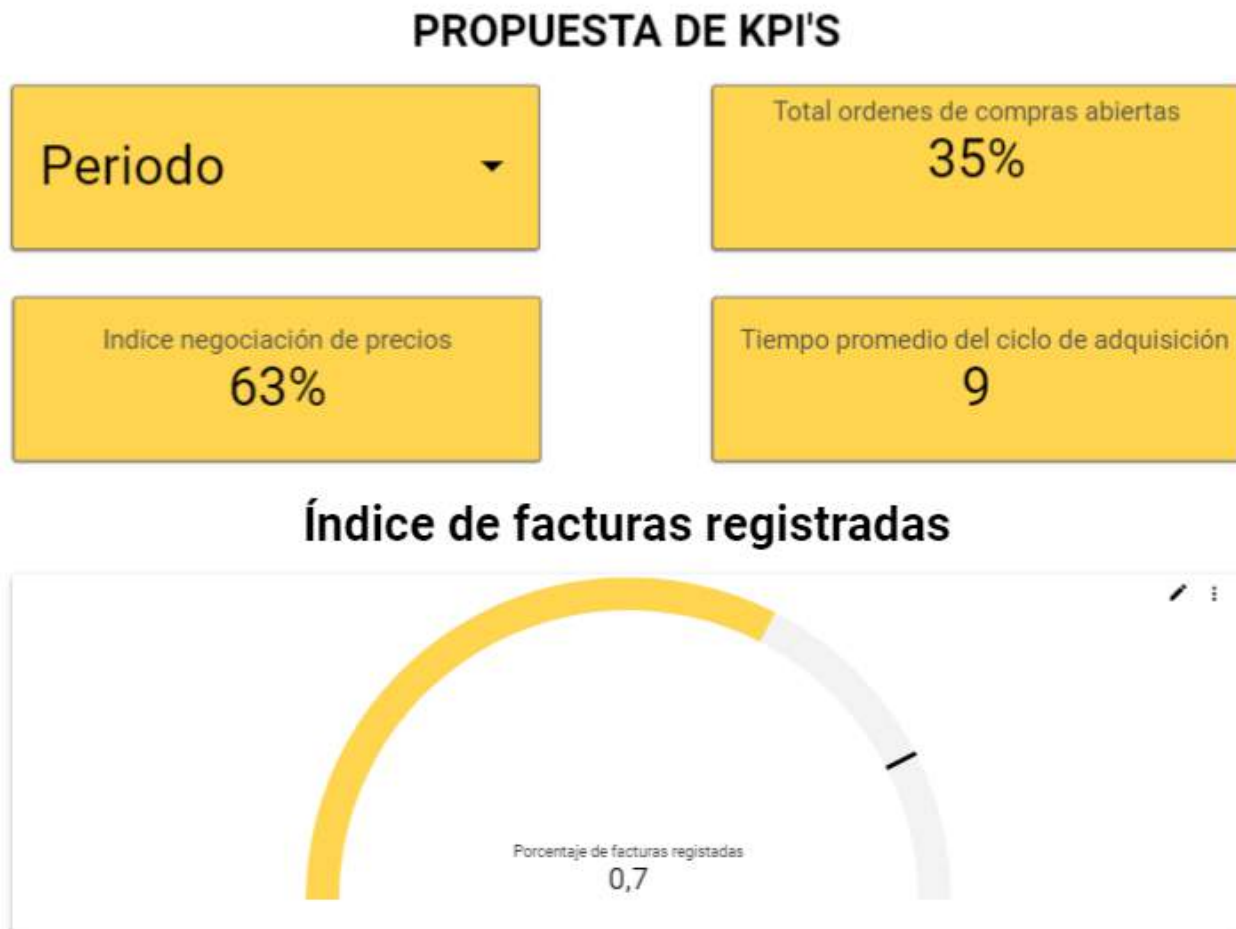 PROPUESTA DE KPI'S
Periodo
Total ordenes de compras abiertas
35%
Indice negociación de precios
63%
Tiempo promedio del ciclo de adquisición
9
Índice de facturas registradas
Porcentaje de facturas registadas
0,7